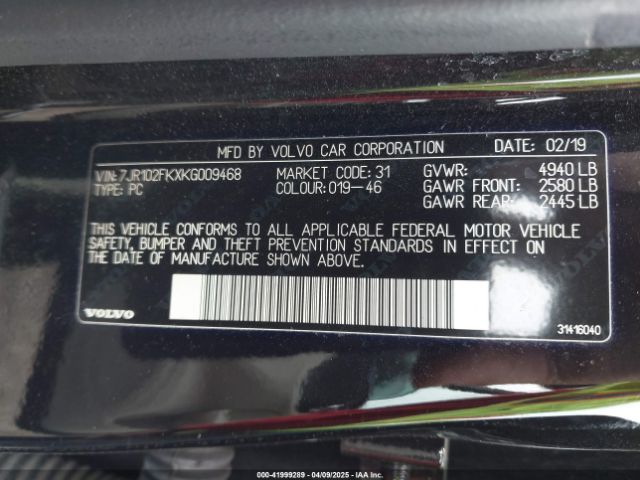 MFD BY VOLVO CAR CORPORATION DATE: 02/19
VIN:7JR102FKXKG009468 MARKET CODE: 31 GVWR: 4940 LB
TYPE: PC COLOUR:019-46 GAWR FRONT: 2580 LB
GAWR REAR: 2445 LB
THIS VEHICLE CONFORMS TO ALL APPLICABLE FEDERAL MOTOR VEHICLE
SAFETY, BUMPER AND THEFT PREVENTION STANDARDS IN EFFECT ON
THE DATE OF MANUFACTURE SHOWN ABOVE.
VOLVO 31416040
000-41999289 - 04/09/2025 - IAA Inc.